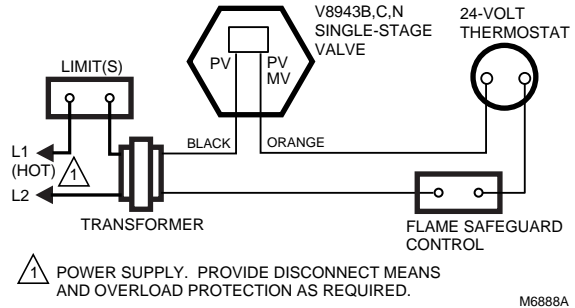 V8943B,C,N
SINGLE-STAGE
VALVE
24-VOLT
THERMOSTAT
PV
PV
MV
LIMIT(S)
BLACK
ORANGE
L1
(HOT)
1
L2
TRANSFORMER
FLAME SAFEGUARD
CONTROL
1
POWER SUPPLY. PROVIDE DISCONNECT MEANS
AND OVERLOAD PROTECTION AS REQUIRED.
M6888A